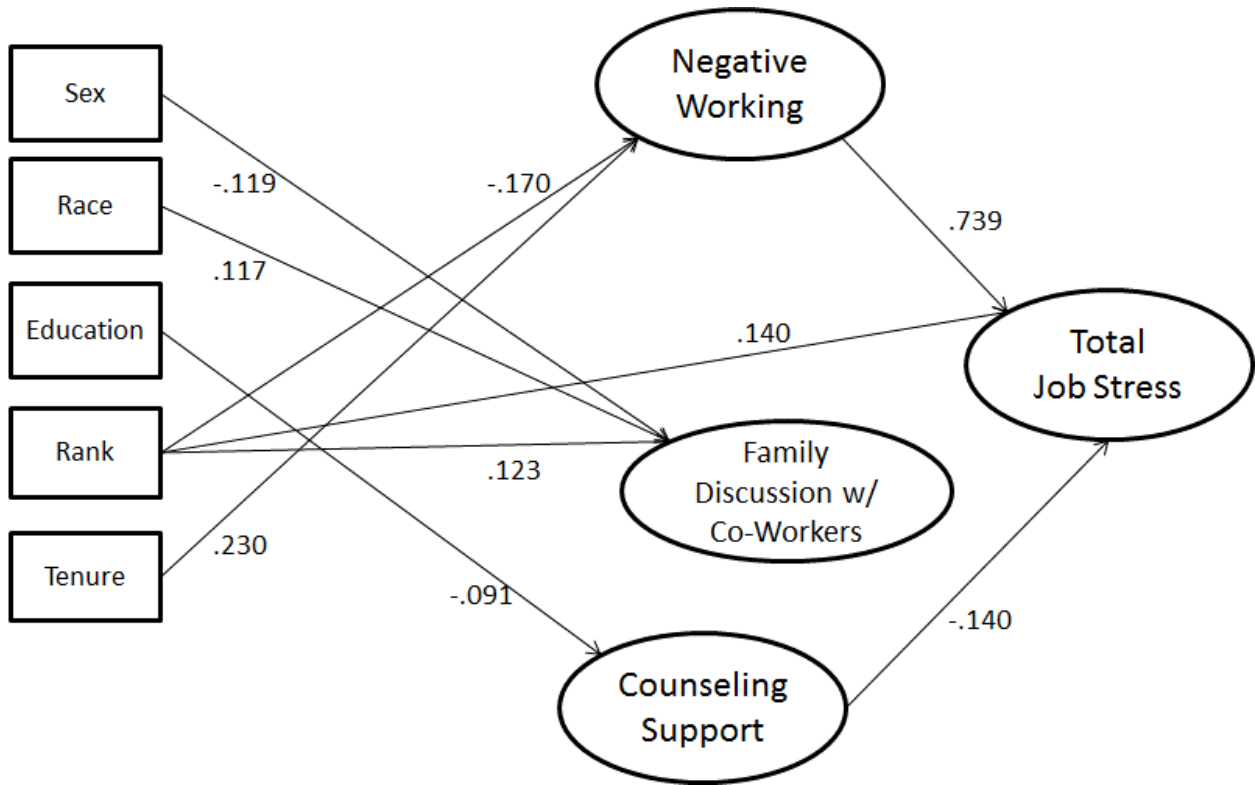 Sex
Race
Education
Rank
Tenure
-.119
.117
-.170
.140
.123
.230
-.091
Negative
Working
.739
Family
Discussion w/
Co-Workers
Counseling
Support
-.140
Total
Job Stress